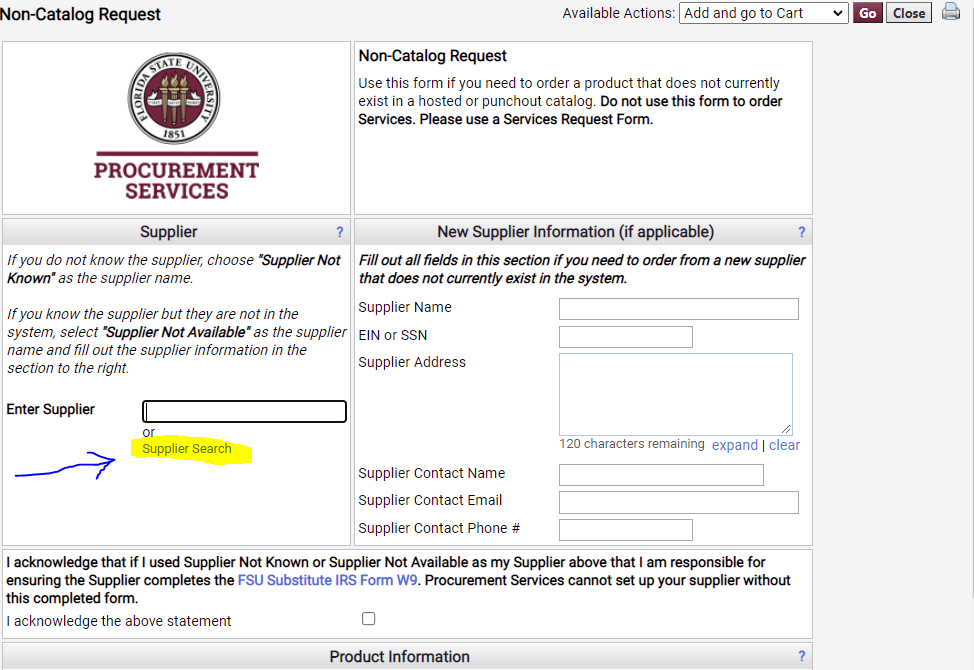 Non-Catalog Request
Available Actions: Add and go to Cart Go Close
FLORIDA STATE UNIVERSITY
1851
PROCUREMENT
SERVICES
Non-Catalog Request
Use this form if you need to order a product that does not currently
exist in a hosted or punchout catalog. Do not use this form to order
Services. Please use a Services Request Form.
Supplier ?
If you do not know the supplier, choose "Supplier Not
Known" as the supplier name.
If you know the supplier but they are not in the
system, select "Supplier Not Available" as the supplier
name and fill out the supplier information in the
section to the right.
Enter Supplier
or
Supplier Search
New Supplier Information (if applicable) ?
Fill out all fields in this section if you need to order from a new supplier
that does not currently exist in the system.
Supplier Name
EIN or SSN
Supplier Address
120 characters remaining expand | clear
Supplier Contact Name
Supplier Contact Email
Supplier Contact Phone #
I acknowledge that if I used Supplier Not Known or Supplier Not Available as my Supplier above that I am responsible for
ensuring the Supplier completes the FSU Substitute IRS Form W9. Procurement Services cannot set up your supplier without
this completed form.
I acknowledge the above statement
Product Information ?